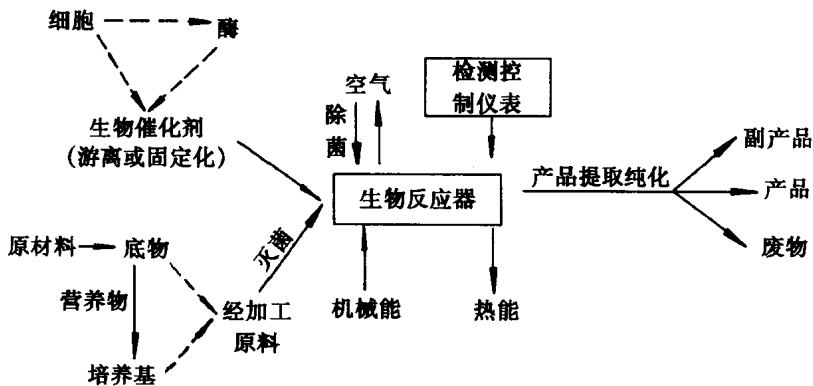 细胞
酶
生物催化剂
(游离或固定化)
空气
除菌
检测控
制仪表
生物反应器
产品提取纯化
副产品
产品
废物
原材料
底物
营养物
培养基
经加工
原料
灭菌
机械能
热能